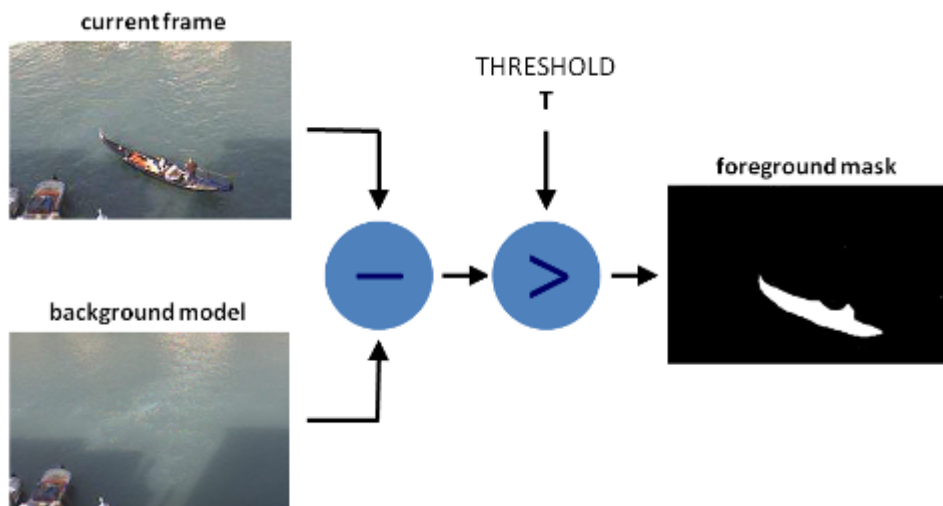 current frame
THRESHOLD
T
foreground mask
−
>
background model